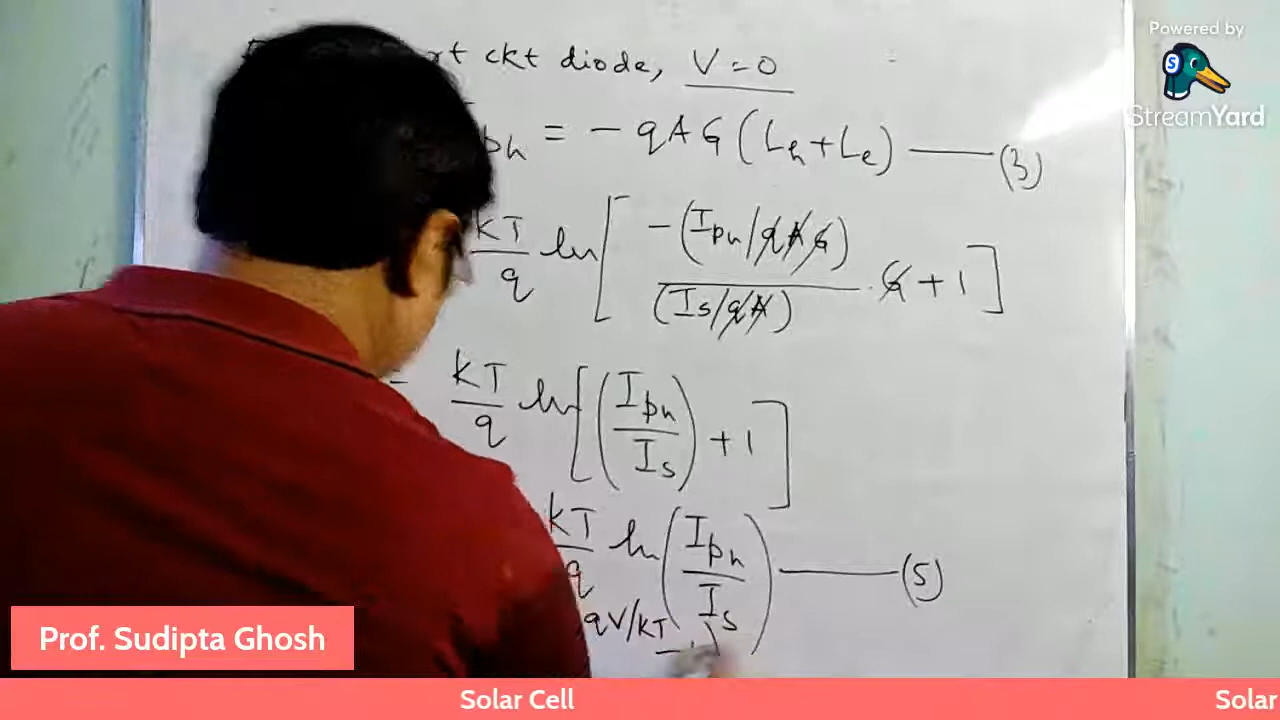 ckt diode, V = 0
= - qAG (Lh + Le) —— (3)
kT/q ln [ -(Iph/qAG) / (Is/qA) . G + 1 ]
kT/q ln [ (Iph/Is) + 1 ]
kT/q ln (Iph/Is) —— (5)
qV/kT
Powered by
StreamYard
Prof. Sudipta Ghosh
Solar Cell
Solar